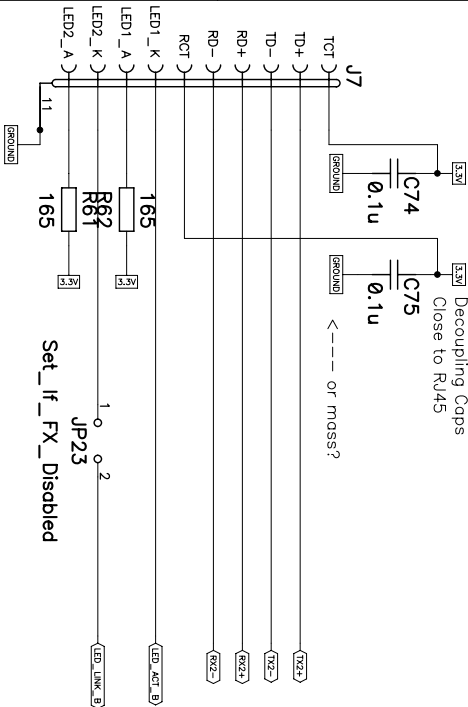 Decoupling Caps
Close to RJ45
3.3V
3.3V
C74
0.1u
C75
0.1u
GROUND
GROUND
<--- or mass?
J7
TCT
TD+
TD-
RD+
RD-
RCT
LED1_K
LED1_A
LED2_K
LED2_A
11
GROUND
TX2+
TX2-
RX2+
RX2-
LED_ACT_B
LED_LINK_B
165
R62
R61
165
3.3V
3.3V
1
2
JP23
Set_If_FX_Disabled